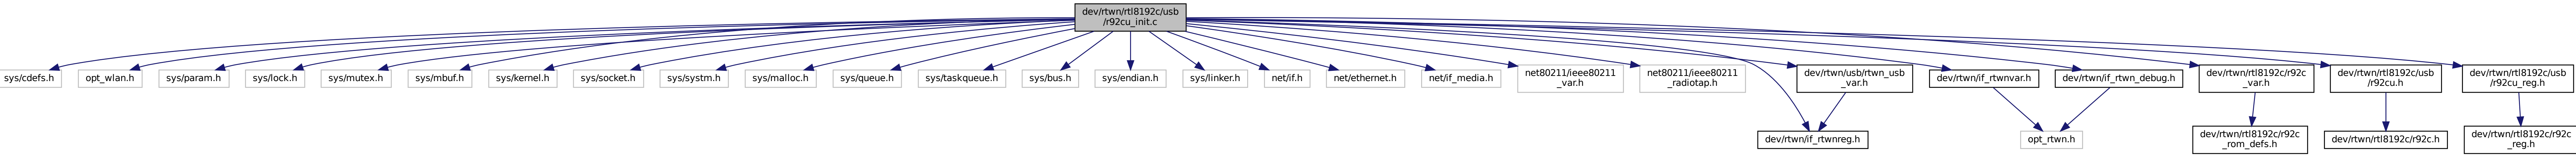 dev/rtwn/rtl8192c/usb
/r92cu_init.c
sys/cdefs.h
opt_wlan.h
sys/param.h
sys/lock.h
sys/mutex.h
sys/mbuf.h
sys/kernel.h
sys/socket.h
sys/systm.h
sys/malloc.h
sys/queue.h
sys/taskqueue.h
sys/bus.h
sys/endian.h
sys/linker.h
net/if.h
net/ethernet.h
net/if_media.h
net80211/ieee80211
_var.h
net80211/ieee80211
_radiotap.h
dev/rtwn/usb/rtwn_usb
_var.h
dev/rtwn/if_rtwnvar.h
dev/rtwn/if_rtwn_debug.h
dev/rtwn/rtl8192c/r92c
_var.h
dev/rtwn/rtl8192c/usb
/r92cu.h
dev/rtwn/rtl8192c/usb
/r92cu_reg.h
dev/rtwn/if_rtwnreg.h
opt_rtwn.h
dev/rtwn/rtl8192c/r92c
_rom_defs.h
dev/rtwn/rtl8192c/r92c.h
dev/rtwn/rtl8192c/r92c
_reg.h